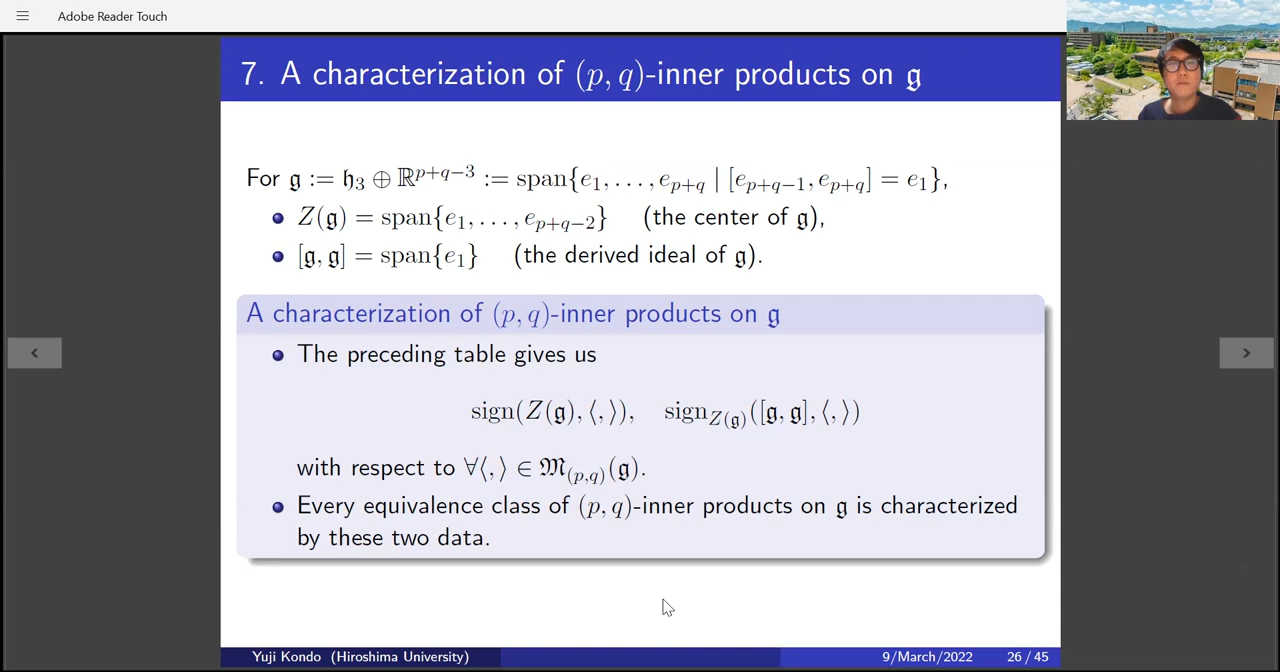 Adobe Reader Touch
7. A characterization of (p, q)-inner products on 𝔤
For 𝔤 := 𝔥₃ ⊕ ℝ^{p+q−3} := span{e₁, . . . , e_{p+q} | [e_{p+q−1}, e_{p+q}] = e₁},
Z(𝔤) = span{e₁, . . . , e_{p+q−2}} (the center of 𝔤),
[𝔤, 𝔤] = span{e₁} (the derived ideal of 𝔤).
A characterization of (p, q)-inner products on 𝔤
The preceding table gives us
sign(Z(𝔤), ⟨, ⟩), sign_{Z(𝔤)}([𝔤, 𝔤], ⟨, ⟩)
with respect to ∀⟨, ⟩ ∈ 𝔐_{(p,q)}(𝔤).
Every equivalence class of (p, q)-inner products on 𝔤 is characterized
by these two data.
Yuji Kondo (Hiroshima University) 9/March/2022 26 / 45